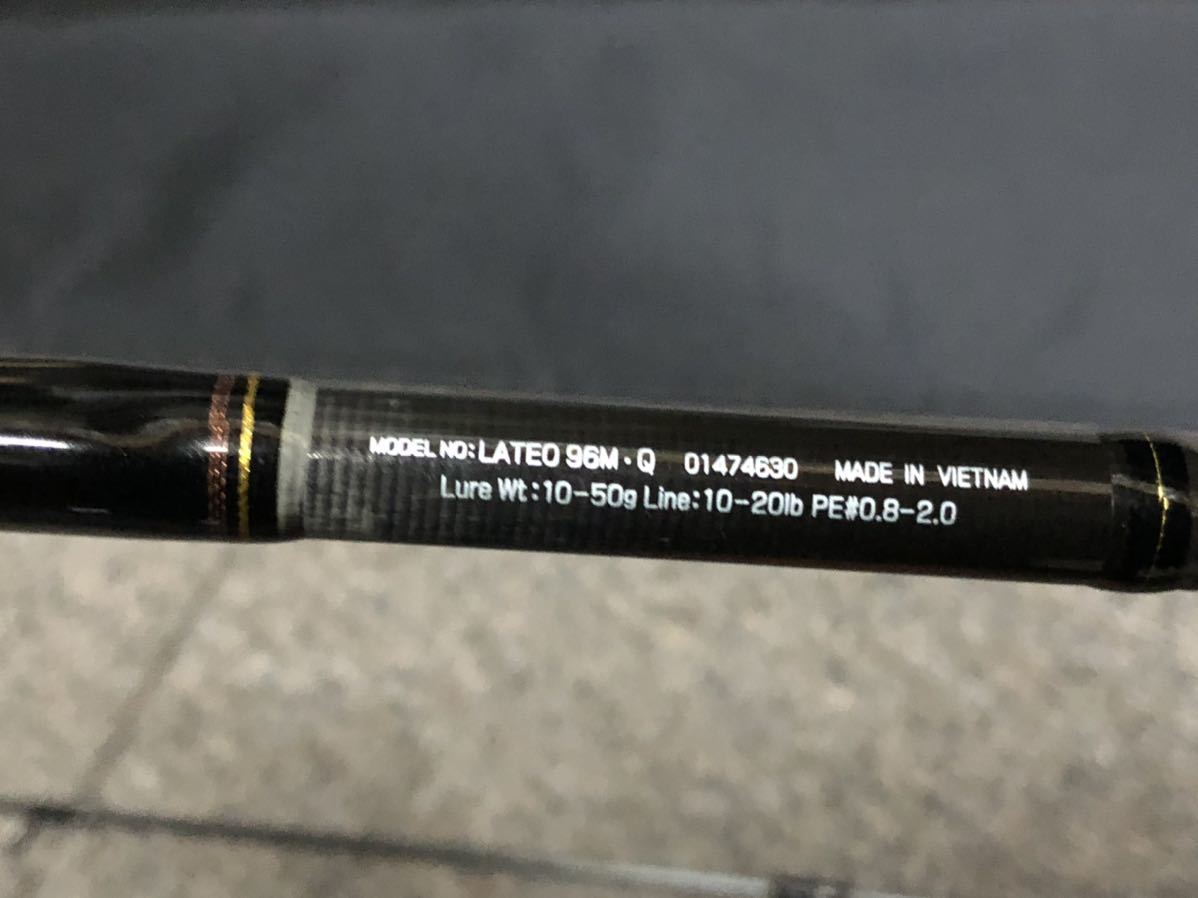 MODEL NO:LATEO 96M・Q 01474630 MADE IN VIETNAM
Lure Wt:10-50g Line:10-20lb PE#0.8-2.0